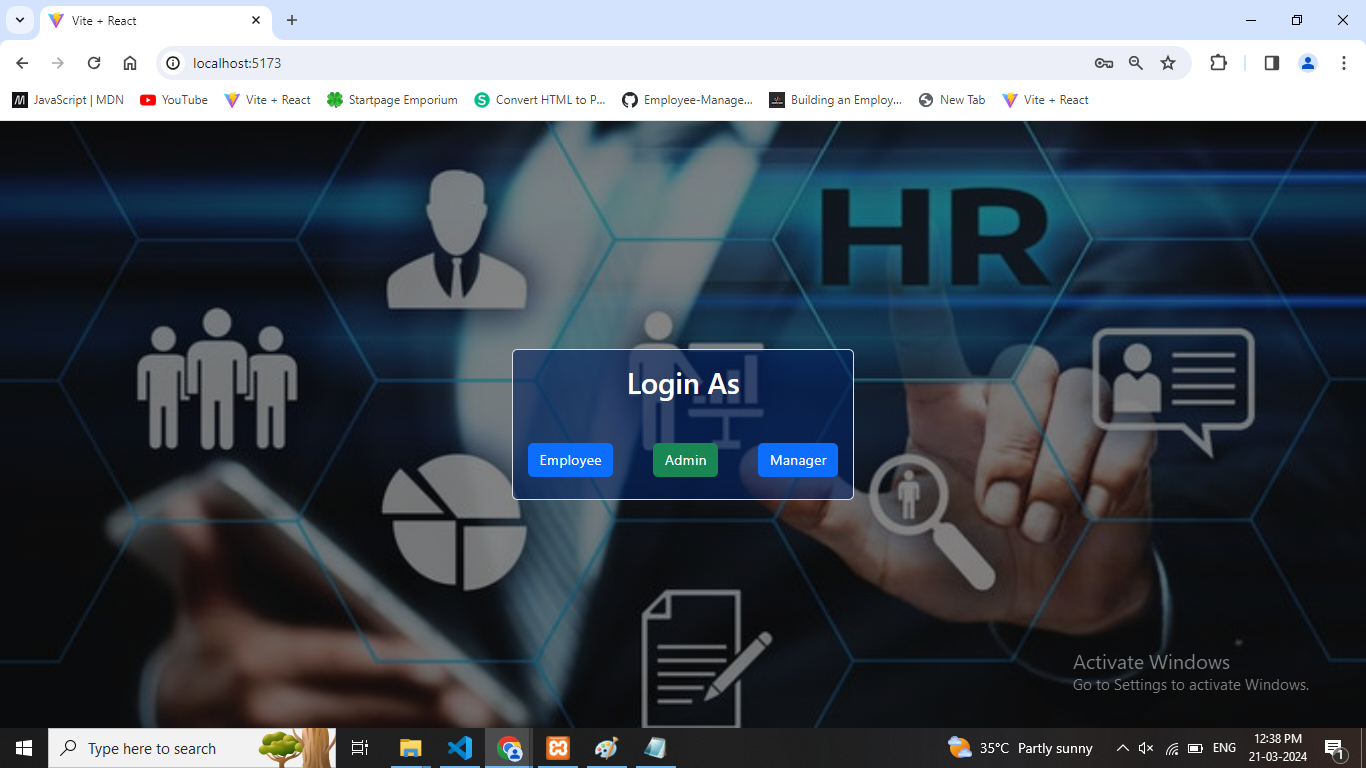 Vite + React
localhost:5173
JavaScript | MDN
YouTube
Vite + React
Startpage Emporium
Convert HTML to P...
Employee-Manage...
Building an Employ...
New Tab
Vite + React
HR
Login As
Employee
Admin
Manager
Activate Windows
Go to Settings to activate Windows.
Type here to search
35°C Partly sunny
ENG
12:38 PM
21-03-2024
1